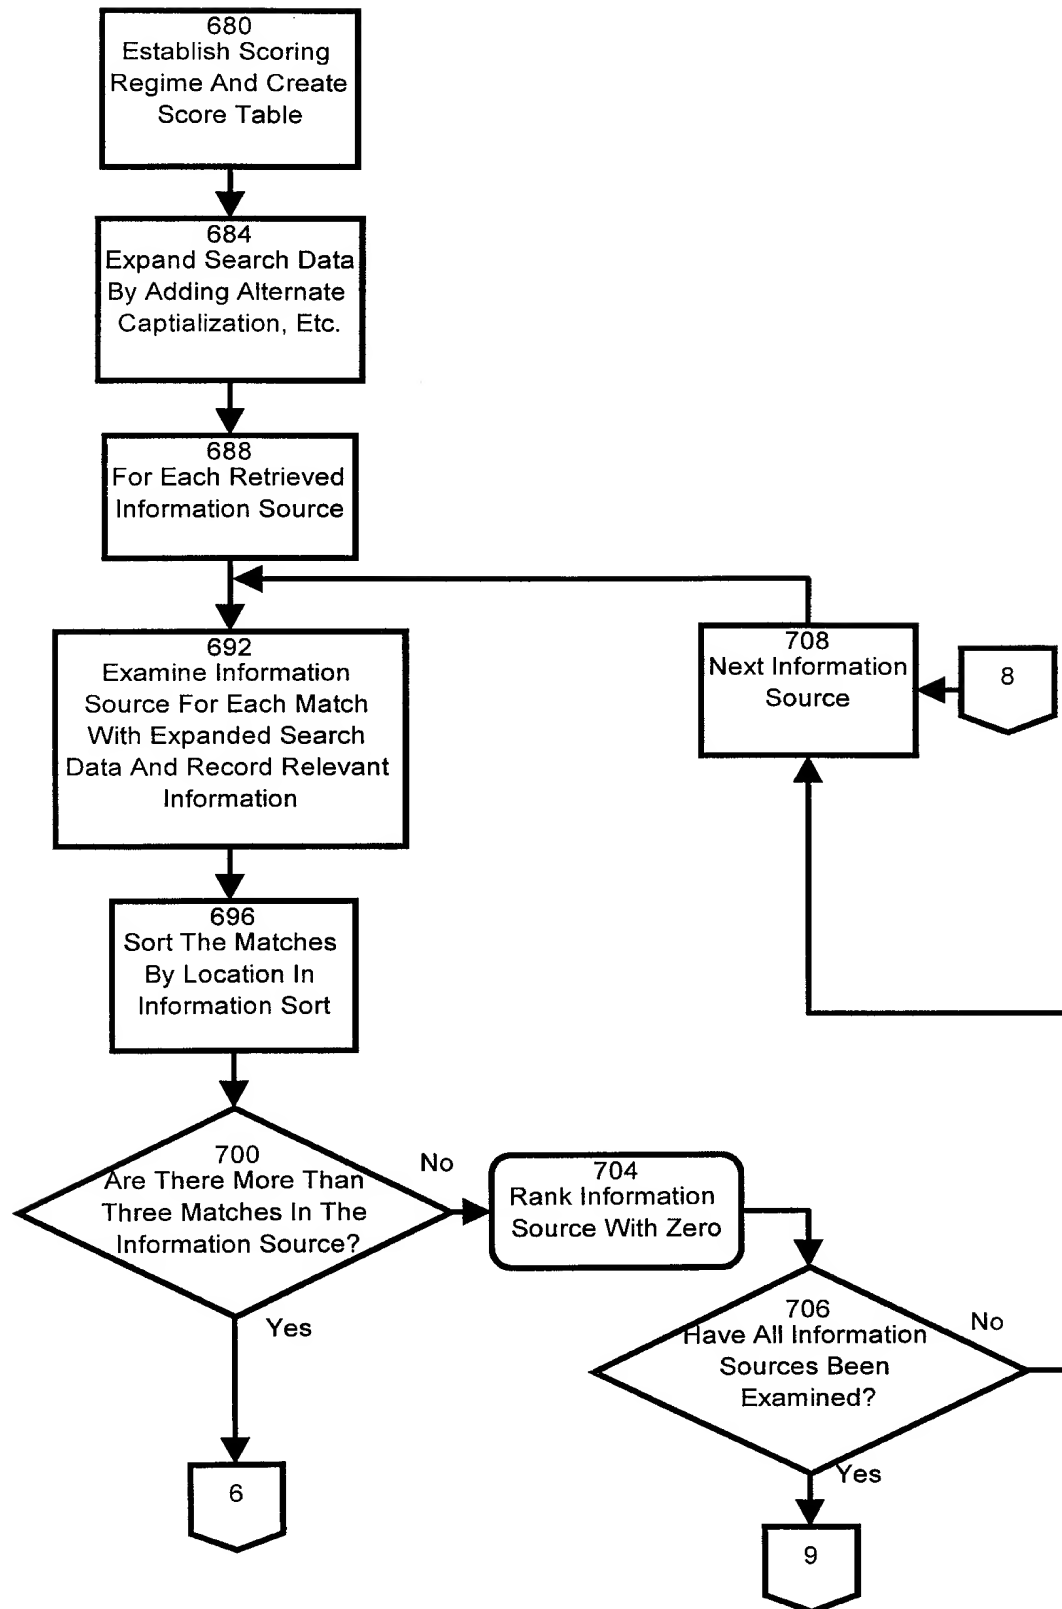 680
Establish Scoring
Regime And Create
Score Table
684
Expand Search Data
By Adding Alternate
Captialization, Etc.
688
For Each Retrieved
Information Source
692
Examine Information
Source For Each Match
With Expanded Search
Data And Record Relevant
Information
708
Next Information
Source
8
696
Sort The Matches
By Location In
Information Sort
700
Are There More Than
Three Matches In The
Information Source?
No
704
Rank Information
Source With Zero
Yes
706
Have All Information
Sources Been
Examined?
No
Yes
6
9